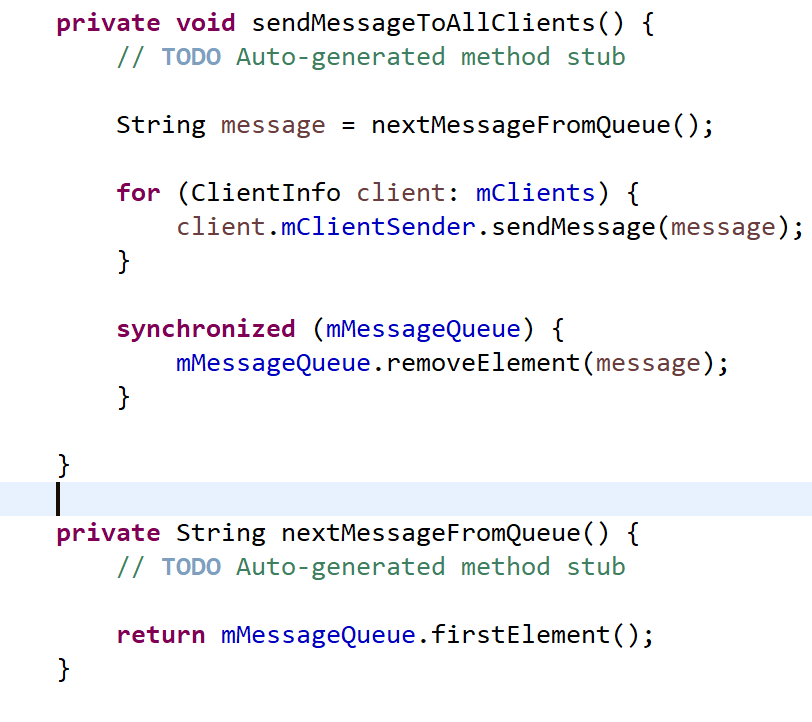 private void sendMessageToAllClients() {
// TODO Auto-generated method stub
String message = nextMessageFromQueue();
for (ClientInfo client: mClients) {
client.mClientSender.sendMessage(message);
}
synchronized (mMessageQueue) {
mMessageQueue.removeElement(message);
}
}
private String nextMessageFromQueue() {
// TODO Auto-generated method stub
return mMessageQueue.firstElement();
}